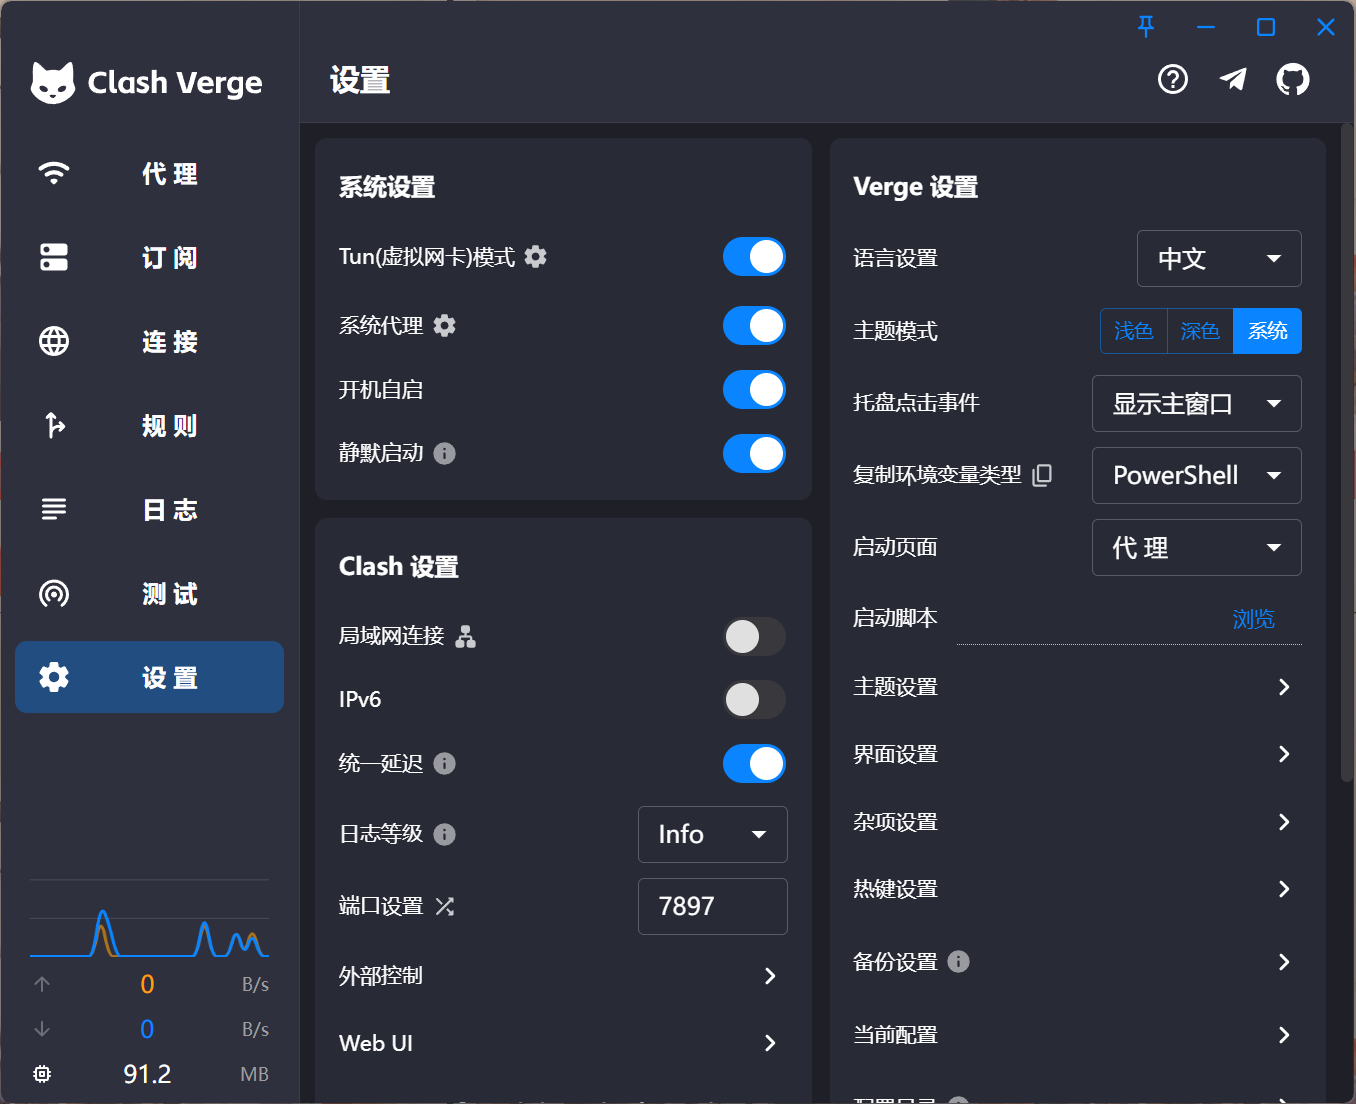 Clash Verge
代 理
订 阅
连 接
规 则
日 志
测 试
设 置
0 B/s
0 B/s
91.2 MB
设置
系统设置
Tun(虚拟网卡)模式
系统代理
开机自启
静默启动
Clash 设置
局域网连接
IPv6
统一延迟
日志等级 Info
端口设置 7897
外部控制
Web UI
Verge 设置
语言设置 中文
主题模式 浅色 深色 系统
托盘点击事件 显示主窗口
复制环境变量类型 PowerShell
启动页面 代 理
启动脚本 浏览
主题设置
界面设置
杂项设置
热键设置
备份设置
当前配置